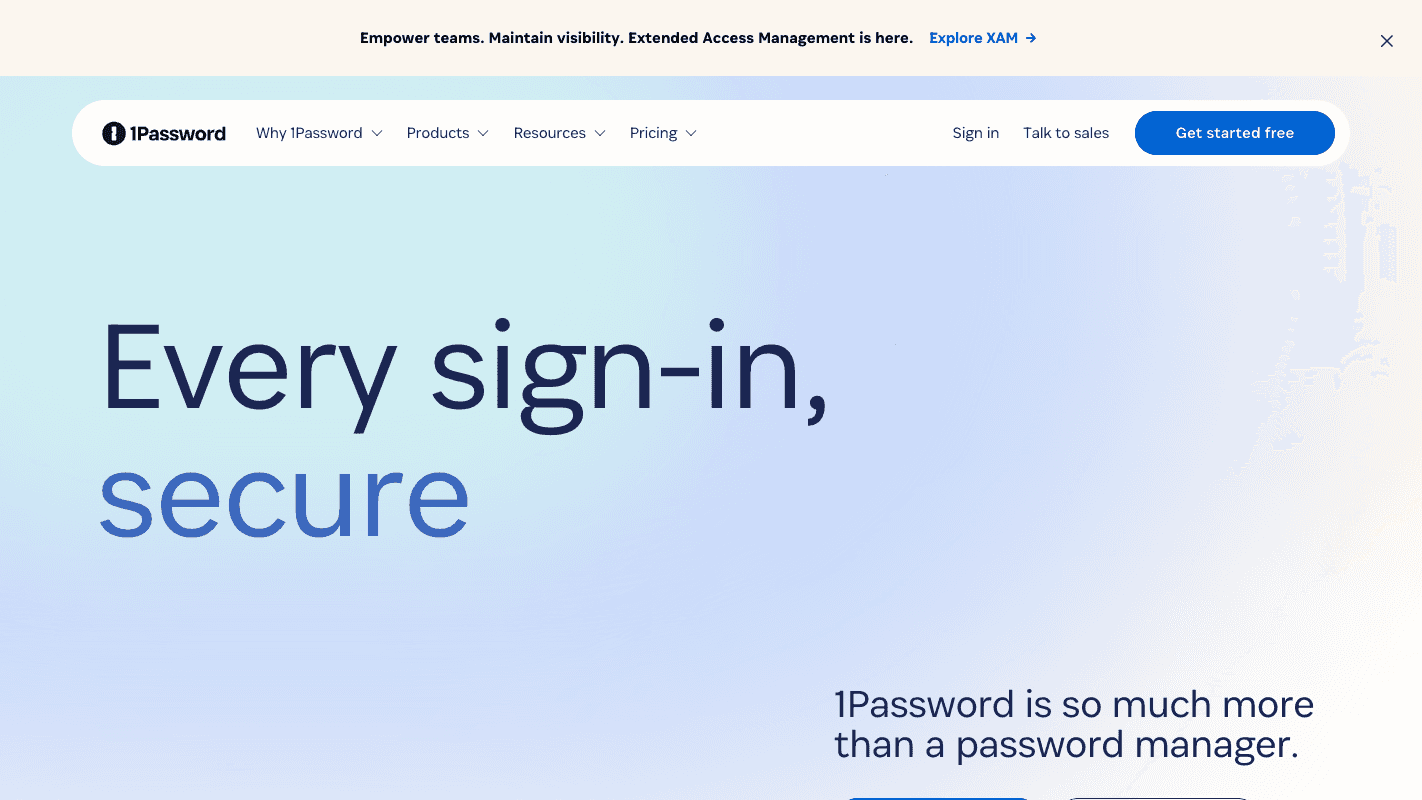 Empower teams. Maintain visibility. Extended Access Management is here. Explore XAM →
1Password Why 1Password Products Resources Pricing Sign in Talk to sales Get started free
Every sign-in,
secure
1Password is so much more
than a password manager.